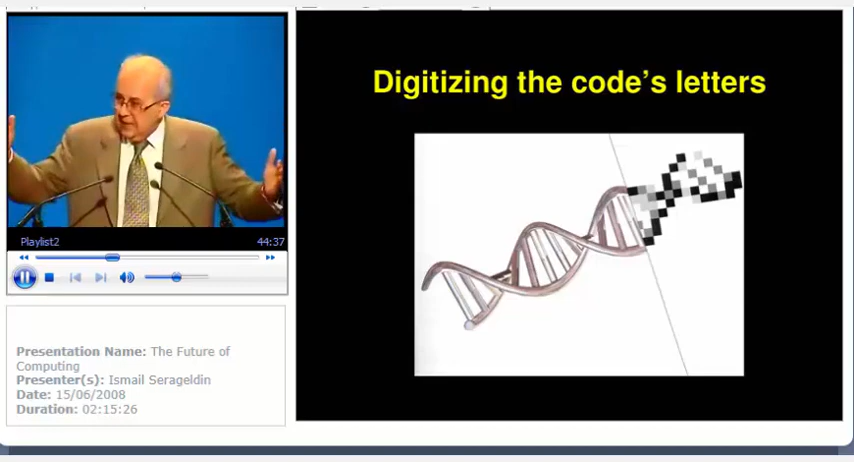 Digitizing the code's letters
Playlist2
44:37
Presentation Name: The Future of
Computing
Presenter(s): Ismail Serageldin
Date: 15/06/2008
Duration: 02:15:26